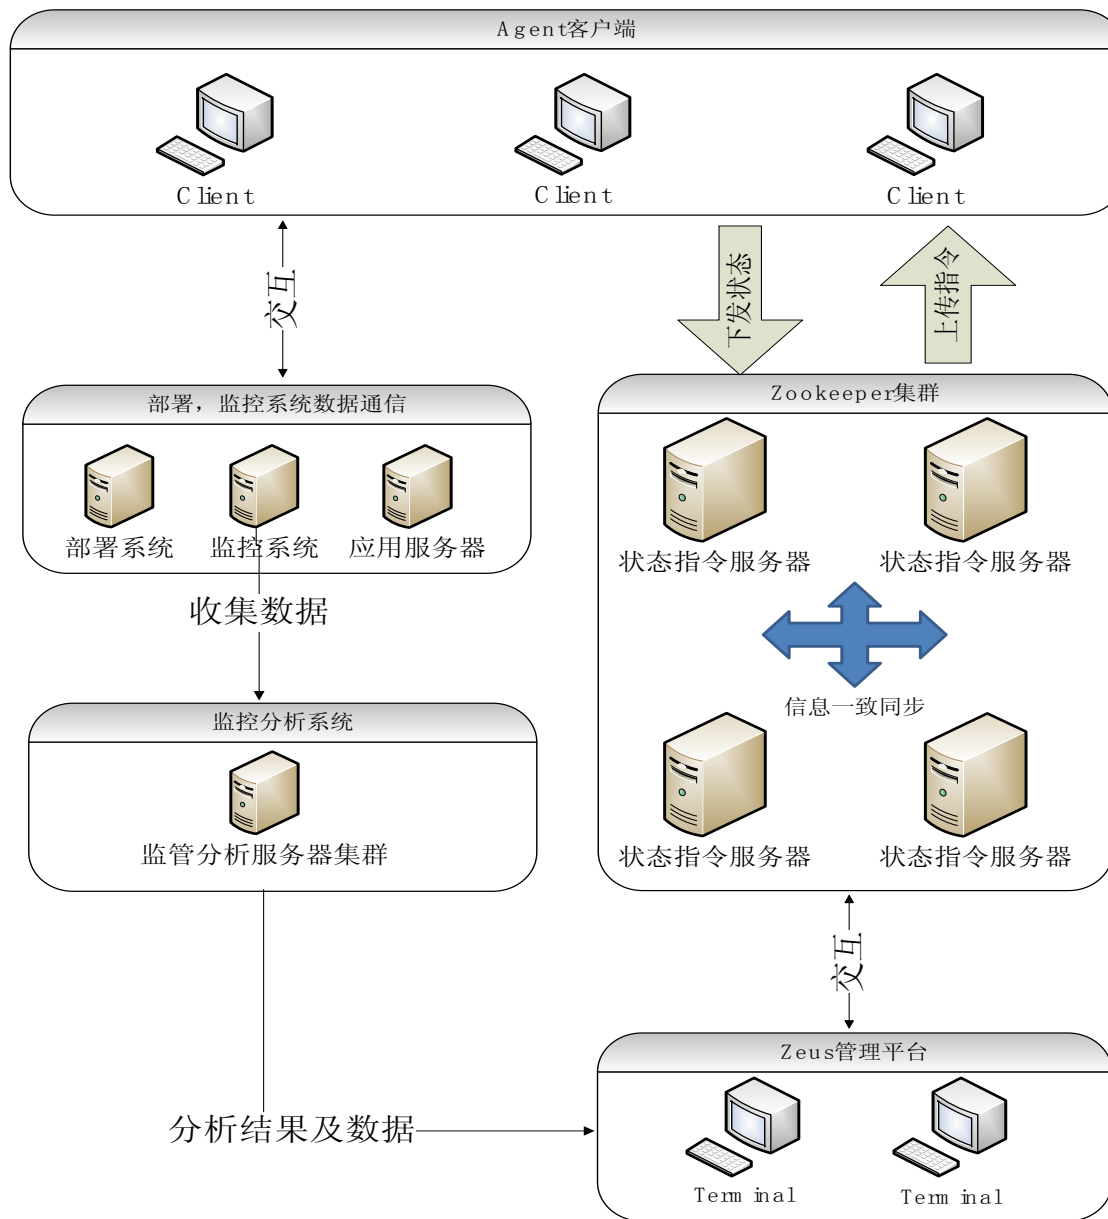 Agent客户端
Client
Client
Client
交互
下发状态
上传指令
部署，监控系统数据通信
部署系统
监控系统
应用服务器
Zookeeper集群
状态指令服务器
状态指令服务器
收集数据
信息一致同步
监控分析系统
监管分析服务器集群
状态指令服务器
状态指令服务器
交互
Zeus管理平台
分析结果及数据
Terminal
Terminal